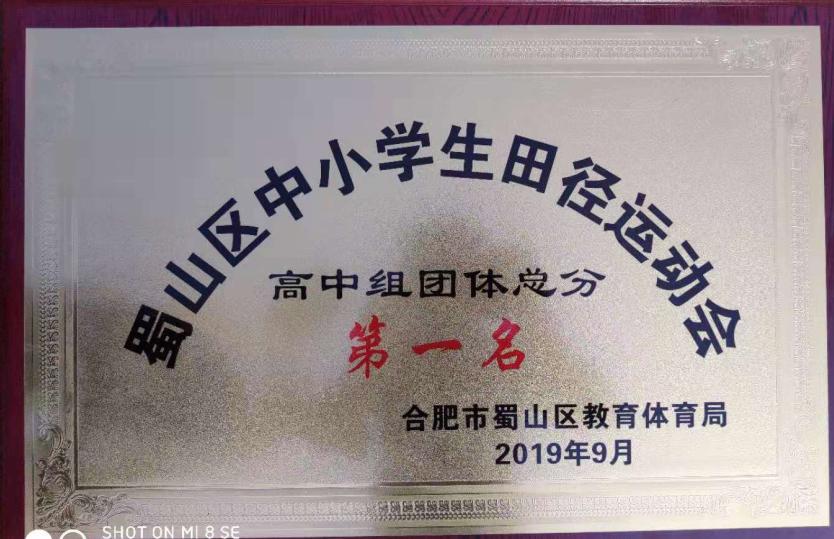 蜀山区中小学生田径运动会
高中组团体总分
第一名
合肥市蜀山区教育体育局
2019年9月
SHOT ON MI 8 SE